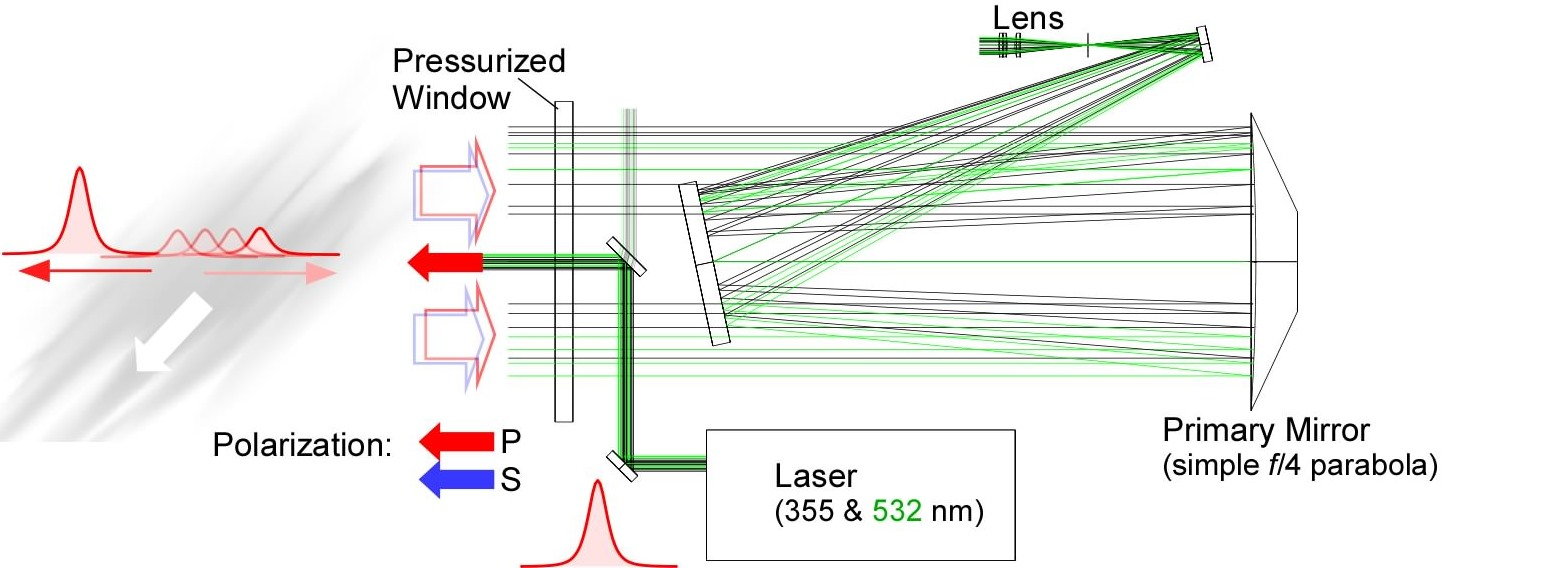 Lens
Pressurized
Window
Polarization:
P
S
Laser
(355 & 532 nm)
Primary Mirror
(simple f/4 parabola)